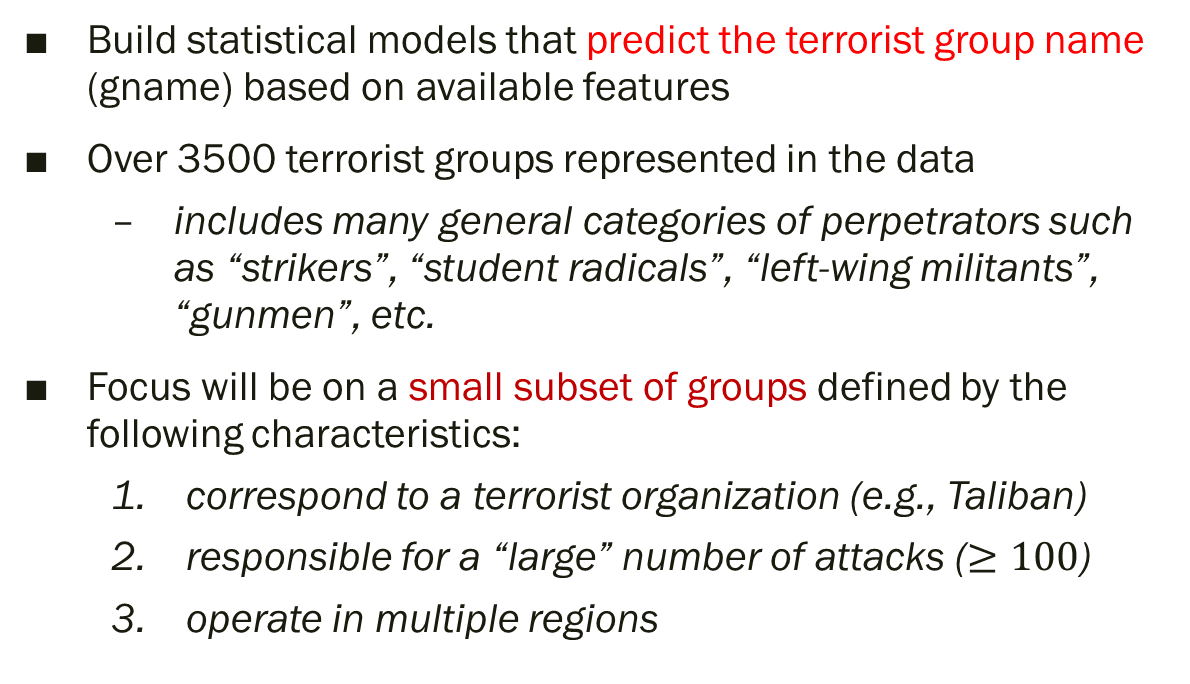 ■ Build statistical models that predict the terrorist group name
(gname) based on available features
■ Over 3500 terrorist groups represented in the data
– includes many general categories of perpetrators such
as “strikers”, “student radicals”, “left-wing militants”,
“gunmen”, etc.
■ Focus will be on a small subset of groups defined by the
following characteristics:
1. correspond to a terrorist organization (e.g., Taliban)
2. responsible for a “large” number of attacks (≥ 100)
3. operate in multiple regions